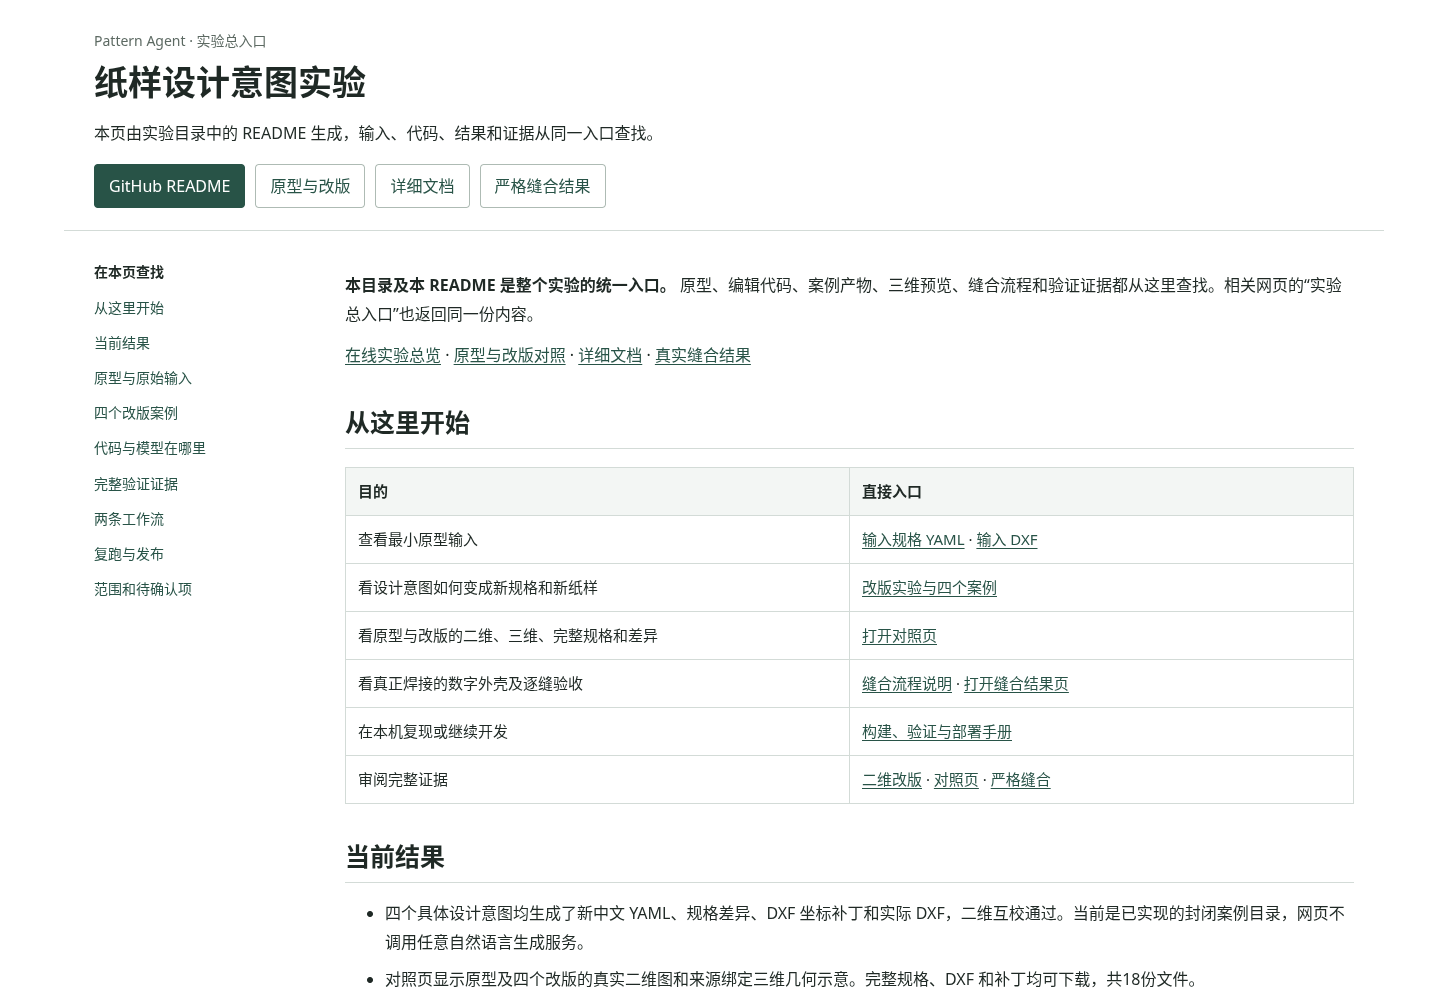 Pattern Agent · 实验总入口
纸样设计意图实验
本页由实验目录中的 README 生成，输入、代码、结果和证据从同一入口查找。
GitHub README
原型与改版
详细文档
严格缝合结果
在本页查找
从这里开始
当前结果
原型与原始输入
四个改版案例
代码与模型在哪里
完整验证证据
两条工作流
复跑与发布
范围和待确认项
本目录及本 README 是整个实验的统一入口。 原型、编辑代码、案例产物、三维预览、缝合流程和验证证据都从这里查找。相关网页的“实验
总入口”也返回同一份内容。
在线实验总览 · 原型与改版对照 · 详细文档 · 真实缝合结果
从这里开始
目的 直接入口
查看最小原型输入 输入规格 YAML · 输入 DXF
看设计意图如何变成新规格和新纸样 改版实验与四个案例
看原型与改版的二维、三维、完整规格和差异 打开对照页
看真正焊接的数字外壳及逐缝验收 缝合流程说明 · 打开缝合结果页
在本机复现或继续开发 构建、验证与部署手册
审阅完整证据 二维改版 · 对照页 · 严格缝合
当前结果
四个具体设计意图均生成了新中文 YAML、规格差异、DXF 坐标补丁和实际 DXF，二维互校通过。当前是已实现的封闭案例目录，网页不
调用任意自然语言生成服务。
对照页显示原型及四个改版的真实二维图和来源绑定三维几何示意。完整规格、DXF 和补丁均可下载，共18份文件。